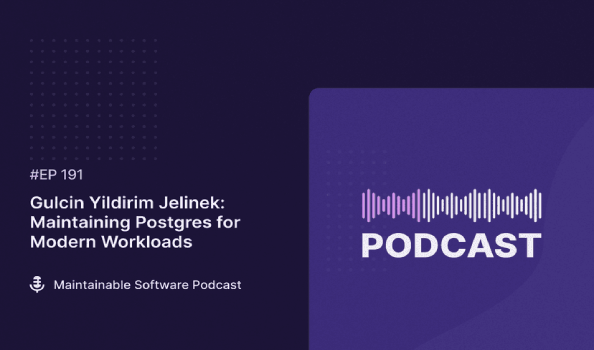 #EP 191
Gulcin Yildirim Jelinek:
Maintaining Postgres for
Modern Workloads
Maintainable Software Podcast
PODCAST